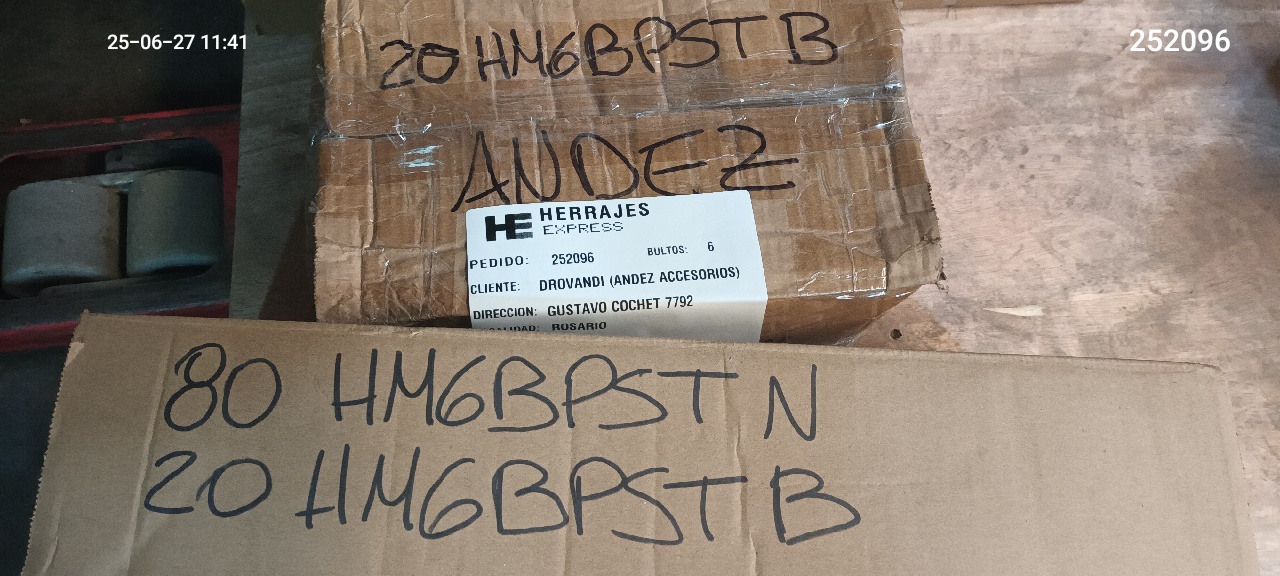 25-06-27 11:41
252096
20 HM6BPST B
ANDEZ
HE HERRAJES
EXPRESS
PEDIDO: 252096 BULTOS: 6
CLIENTE: DROVANDI (ANDEZ ACCESORIOS)
DIRECCION: GUSTAVO COCHET 7792
ROSARIO
80 HM6BPST N
20 HM6BPST B